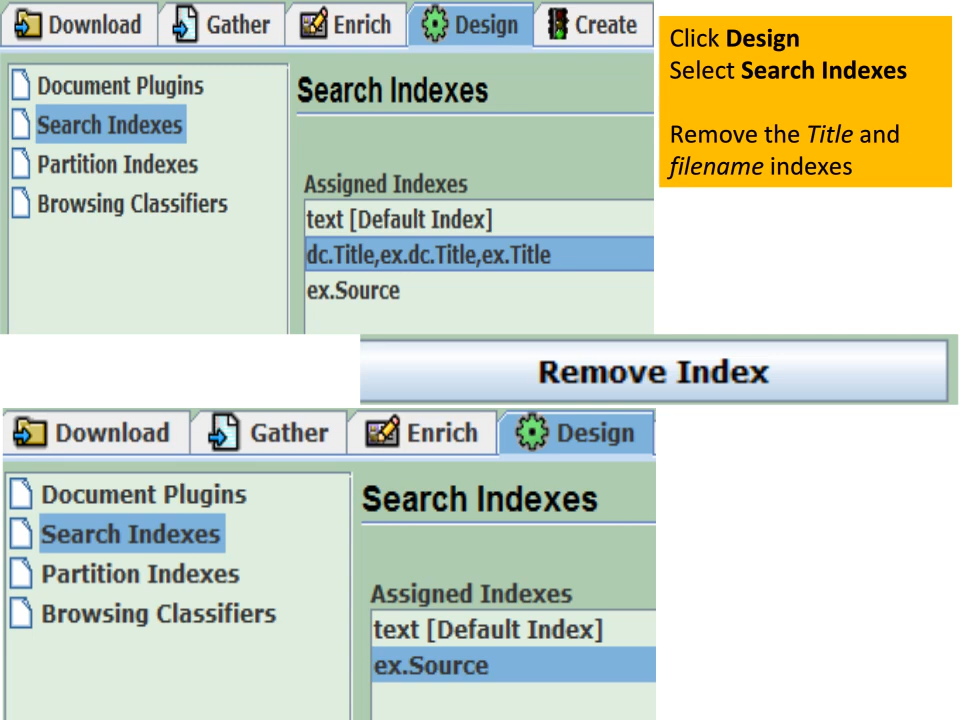 Download Gather Enrich Design Create
Document Plugins
Search Indexes
Partition Indexes
Browsing Classifiers
Search Indexes
Assigned Indexes
text [Default Index]
dc.Title,ex.dc.Title,ex.Title
ex.Source
Click Design
Select Search Indexes
Remove the Title and
filename indexes
Remove Index
Download Gather Enrich Design
Document Plugins
Search Indexes
Partition Indexes
Browsing Classifiers
Search Indexes
Assigned Indexes
text [Default Index]
ex.Source